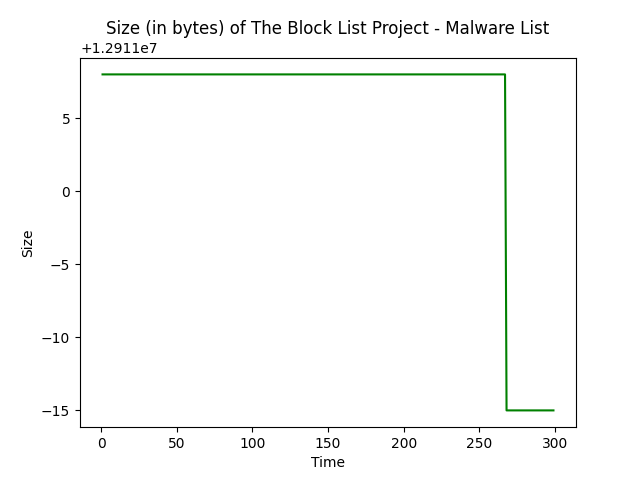 Size (in bytes) of The Block List Project - Malware List
+1.2911e7
5
0
−5
−10
−15
Size
0 50 100 150 200 250 300
Time